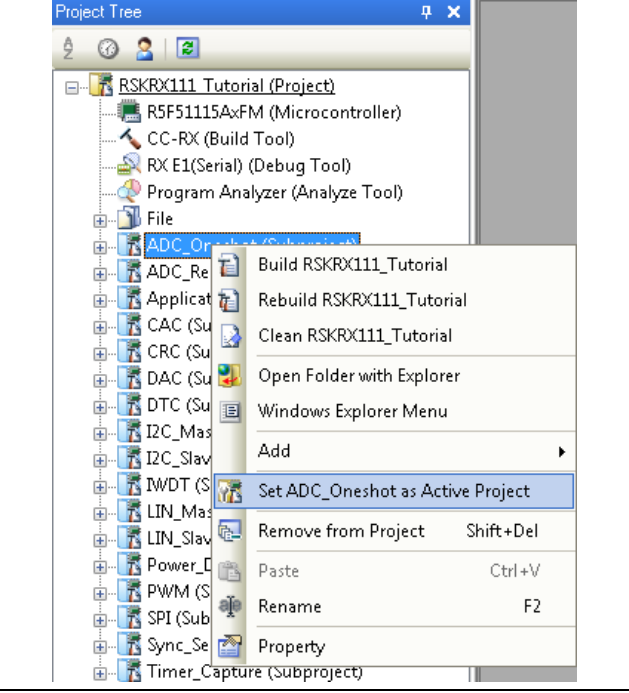 Project Tree
RSKRX111_Tutorial (Project)
R5F51115AxFM (Microcontroller)
CC-RX (Build Tool)
RX E1(Serial) (Debug Tool)
Program Analyzer (Analyze Tool)
File
ADC_Oneshot (Subproject)
ADC_Re
Applicat
CAC (Su
CRC (Su
DAC (Su
DTC (Su
I2C_Mas
I2C_Slav
IWDT (S
LIN_Mas
LIN_Slav
Power_D
PWM (S
SPI (Sub
Sync_Se
Timer_Capture (Subproject)
Build RSKRX111_Tutorial
Rebuild RSKRX111_Tutorial
Clean RSKRX111_Tutorial
Open Folder with Explorer
Windows Explorer Menu
Add
Set ADC_Oneshot as Active Project
Remove from Project Shift+Del
Paste Ctrl+V
Rename F2
Property